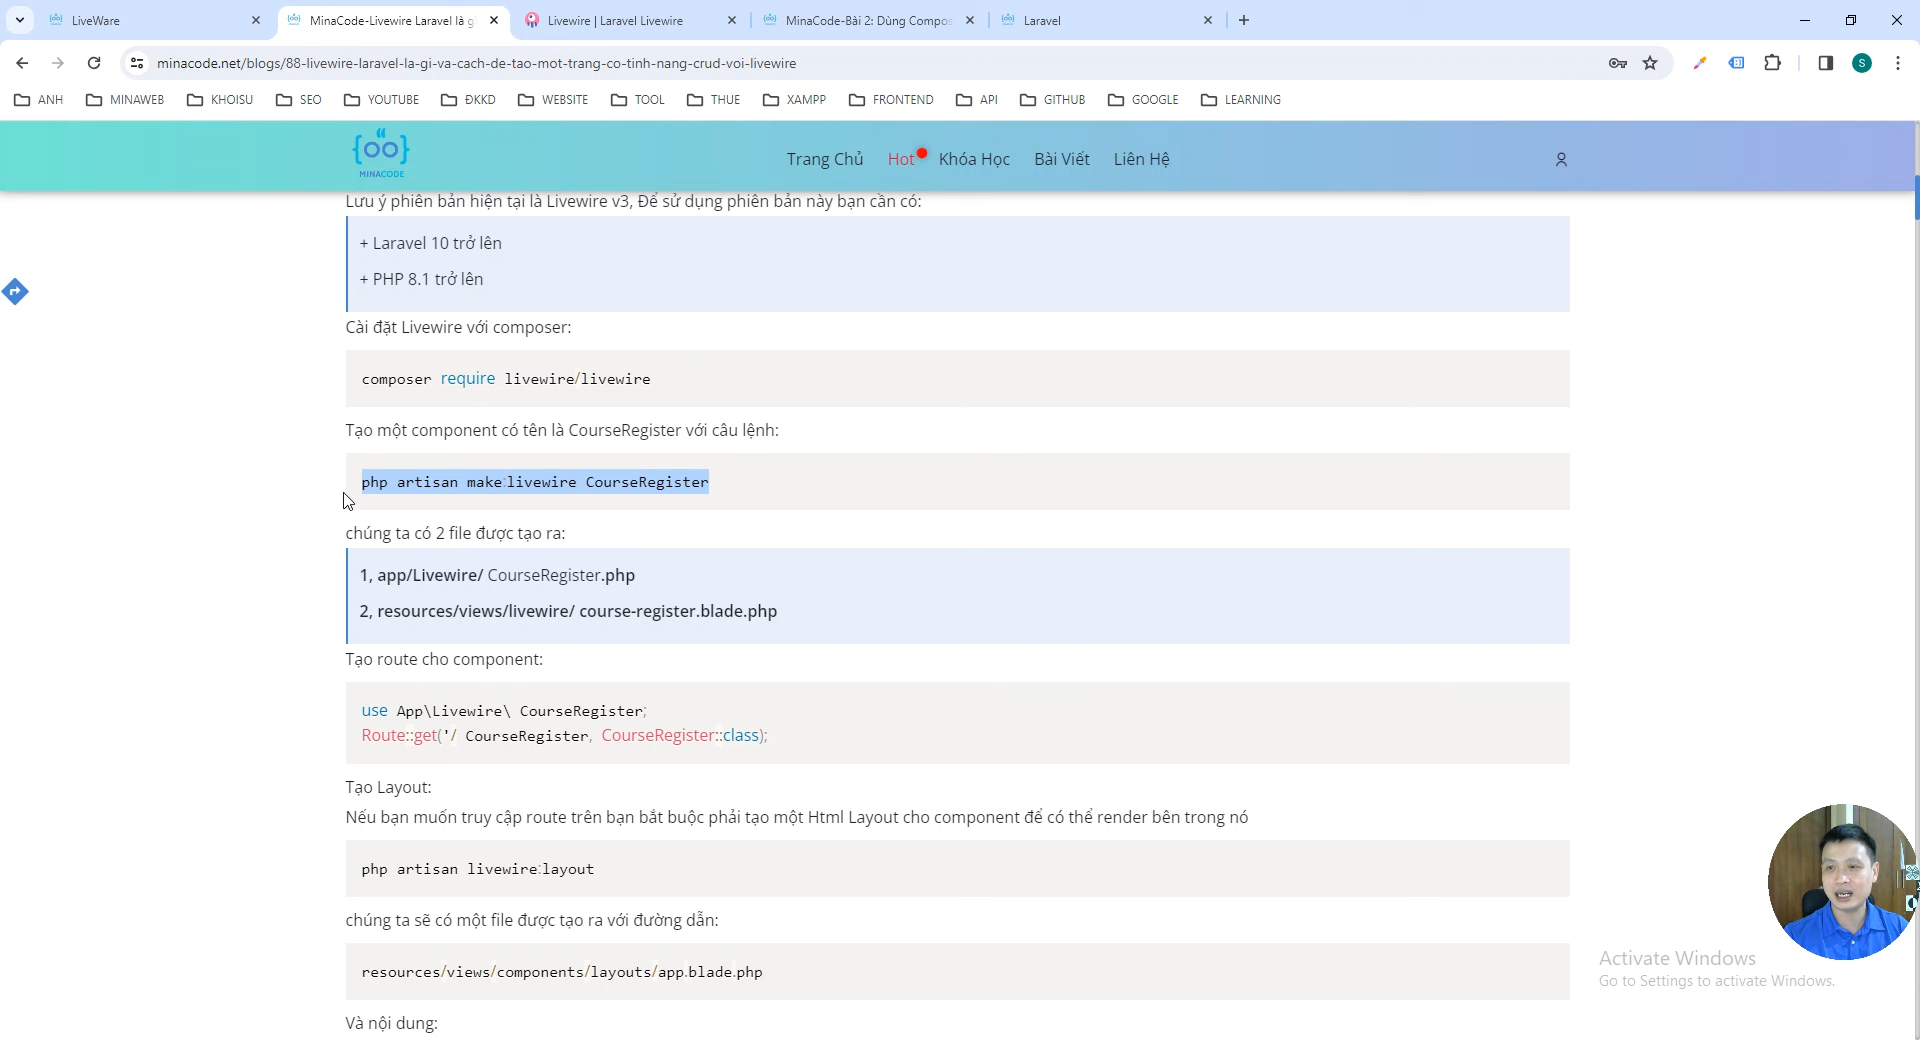 LiveWare
MinaCode-Livewire Laravel là g
Livewire | Laravel Livewire
MinaCode-Bài 2: Dùng Compos
Laravel
minacode.net/blogs/88-livewire-laravel-la-gi-va-cach-de-tao-mot-trang-co-tinh-nang-crud-voi-livewire
S
ANH
MINAWEB
KHOISU
SEO
YOUTUBE
ĐKKD
WEBSITE
TOOL
THUE
XAMPP
FRONTEND
API
GITHUB
GOOGLE
LEARNING
MINACODE
Trang Chủ
Hot
Khóa Học
Bài Viết
Liên Hệ
Lưu ý phiên bản hiện tại là Livewire v3, Để sử dụng phiên bản này bạn cần có:
+ Laravel 10 trở lên
+ PHP 8.1 trở lên
Cài đặt Livewire với composer:
composer require livewire/livewire
Tạo một component có tên là CourseRegister với câu lệnh:
php artisan make:livewire CourseRegister
chúng ta có 2 file được tạo ra:
1, app/Livewire/ CourseRegister.php
2, resources/views/livewire/ course-register.blade.php
Tạo route cho component:
use App\Livewire\ CourseRegister;
Route::get('/ CourseRegister, CourseRegister::class);
Tạo Layout:
Nếu bạn muốn truy cập route trên bạn bắt buộc phải tạo một Html Layout cho component để có thể render bên trong nó
php artisan livewire:layout
chúng ta sẽ có một file được tạo ra với đường dẫn:
resources/views/components/layouts/app.blade.php
Và nội dung:
Activate Windows
Go to Settings to activate Windows.